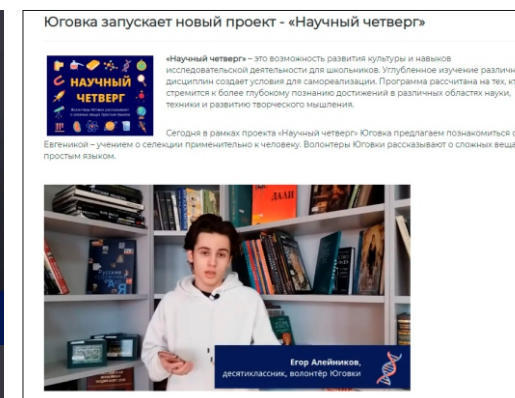 Юговка запускает новый проект - «Научный четверг»
НАУЧНЫЙ
ЧЕТВЕРГ
«Научный четверг» – это возможность развития культуры и навыков
исследовательской деятельности для школьников. Углубленное изучение
дисциплин создает условия для самореализации. Программа рассчитана на тех,
стремится к более глубокому познанию достижений в различных областях науки,
техники и развитию творческого мышления.
Сегодня в рамках проекта «Научный четверг» Юговка предлагаем познакомиться
Евгеникой – учением о селекции применительно к человеку. Волонтеры Юговки рассказывают о сложных
простым языком.
ДАЛИ
Егор Алейников,
десятиклассник, волонтёр Юговки